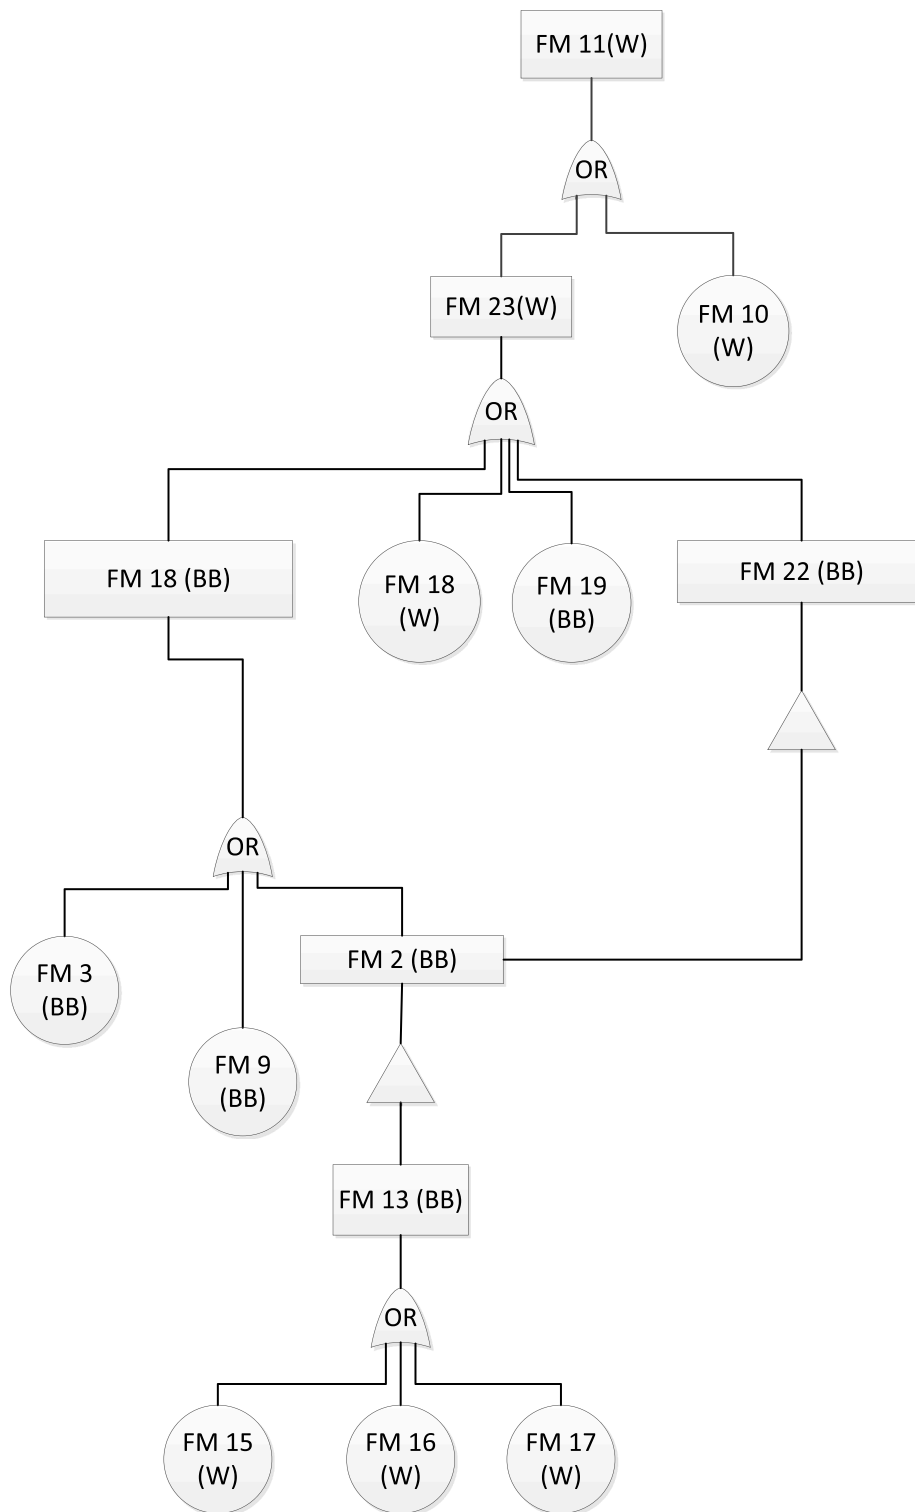 FM 11(W)
OR
FM 23(W)
FM 10
(W)
OR
FM 18 (BB)
FM 18
(W)
FM 19
(BB)
FM 22 (BB)
OR
FM 3
(BB)
FM 2 (BB)
FM 9
(BB)
FM 13 (BB)
OR
FM 15
(W)
FM 16
(W)
FM 17
(W)